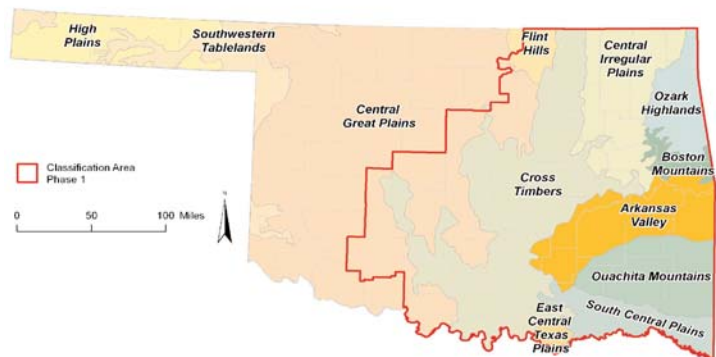 High
Plains
Southwestern
Tablelands
Flint
Hills
Central
Irregular
Plains
Ozark
Highlands
Central
Great Plains
Boston
Mountains
Classification Area
Phase 1
Cross
Timbers
N
0 50 100 Miles
Arkansas
Valley
Ouachita Mountains
South Central Plains
East
Central
Texas
Plains